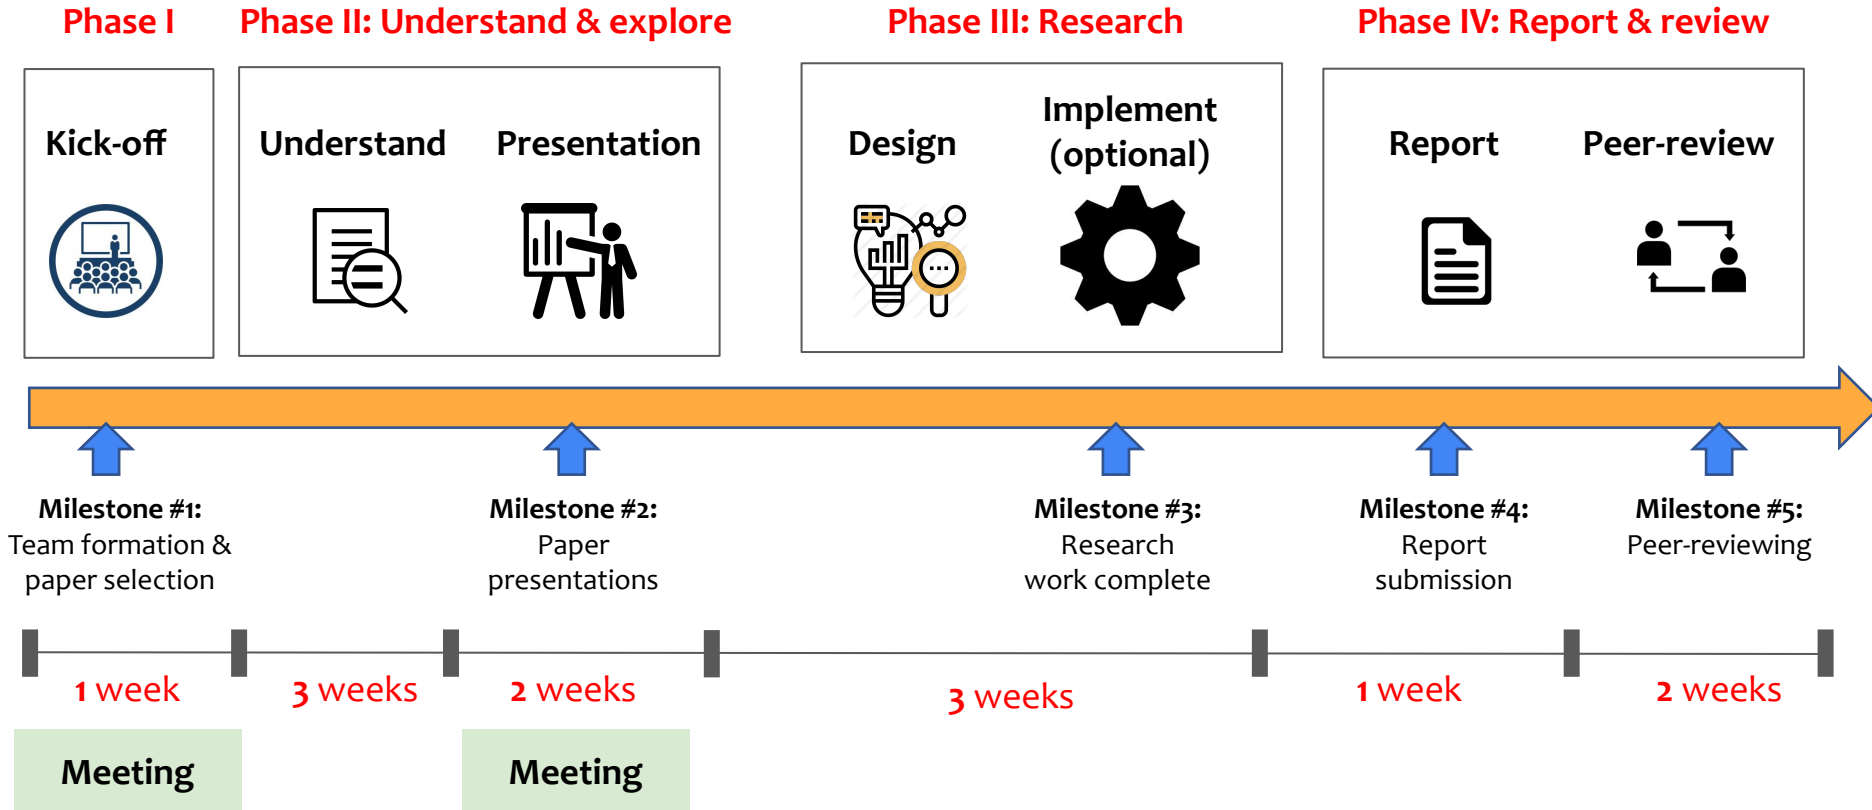 Phase I
Phase II: Understand & explore
Phase III: Research
Phase IV: Report & review
Kick-off
Understand
Presentation
Design
Implement
(optional)
Report
Peer-review
Milestone #1:
Team formation &
paper selection
Milestone #2:
Paper
presentations
Milestone #3:
Research
work complete
Milestone #4:
Report
submission
Milestone #5:
Peer-reviewing
1 week
3 weeks
2 weeks
3 weeks
1 week
2 weeks
Meeting
Meeting